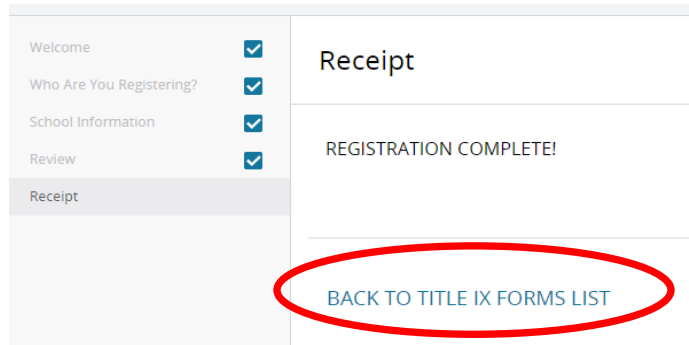 Welcome
Who Are You Registering?
School Information
Review
Receipt
Receipt
REGISTRATION COMPLETE!
BACK TO TITLE IX FORMS LIST